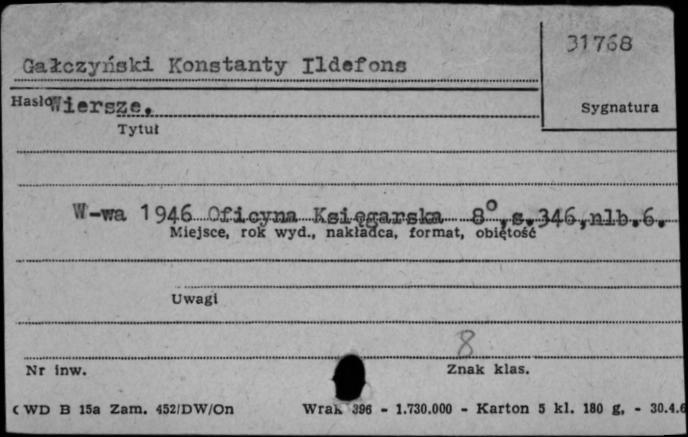 31768
Gałczyński Konstanty Ildefons
Hasło Wiersze. Sygnatura
Tytuł
W-wa 1946 Oficyna Księgarska 8°, s.346, nlb.6.
Miejsce, rok wyd., nakładca, format, objętość
Uwagi
8
Nr inw. Znak klas.
WD B 15a Zam. 452/DW/On Wrak 396 - 1.730.000 - Karton 5 kl. 180 g, - 30.4.6